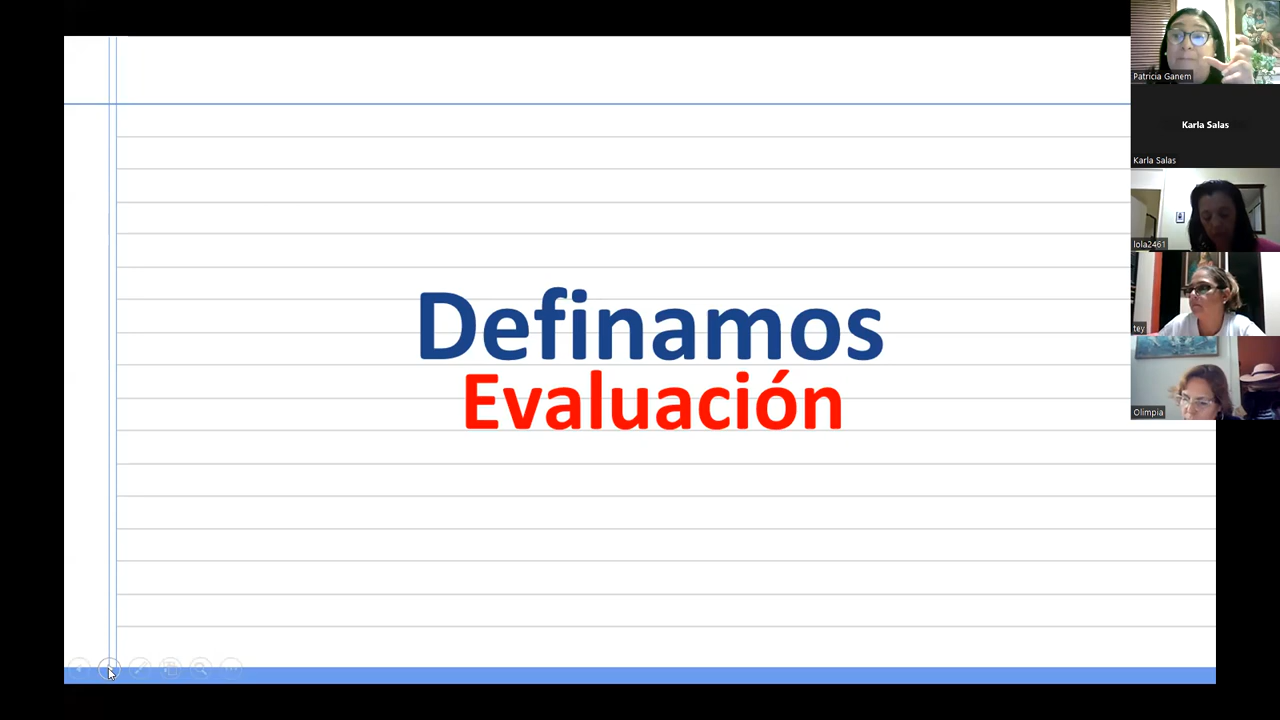 Definamos
Evaluación
Patricia Ganem
Karla Salas
Karla Salas
lola2461
tey
Olimpia